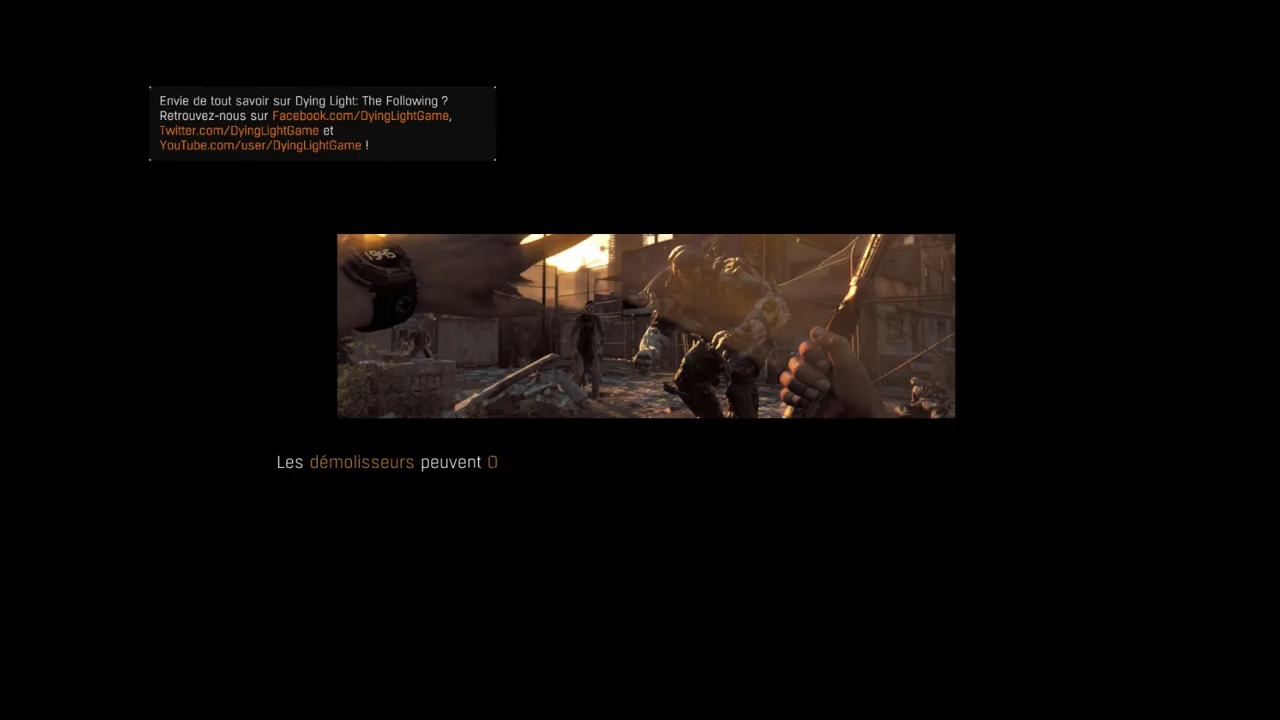 Envie de tout savoir sur Dying Light: The Following ?
Retrouvez-nous sur Facebook.com/DyingLightGame,
Twitter.com/DyingLightGame et
YouTube.com/user/DyingLightGame !
1945
Les démolisseurs peuvent 0